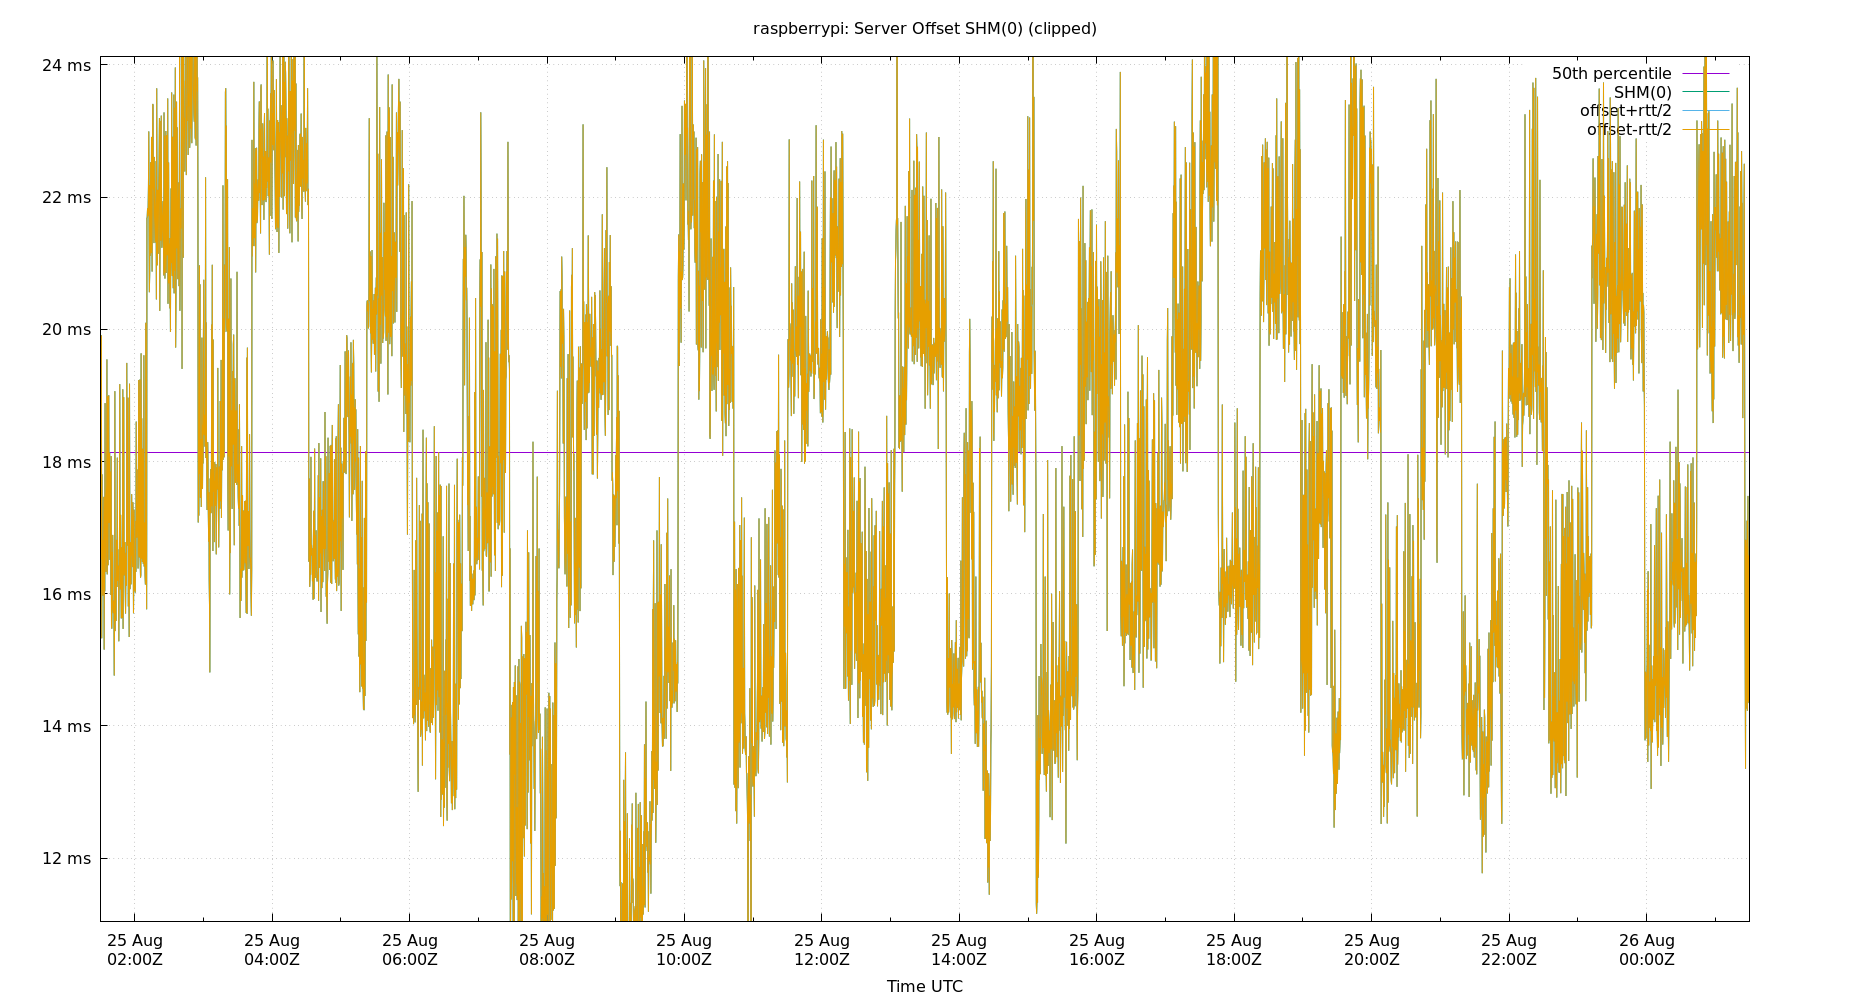 raspberrypi: Server Offset SHM(0) (clipped)
24 ms
22 ms
20 ms
18 ms
16 ms
14 ms
12 ms
50th percentile
SHM(0)
offset+rtt/2
offset-rtt/2
25 Aug 25 Aug 25 Aug 25 Aug 25 Aug 25 Aug 25 Aug 25 Aug 25 Aug 25 Aug 25 Aug 26 Aug
02:00Z 04:00Z 06:00Z 08:00Z 10:00Z 12:00Z 14:00Z 16:00Z 18:00Z 20:00Z 22:00Z 00:00Z
Time UTC